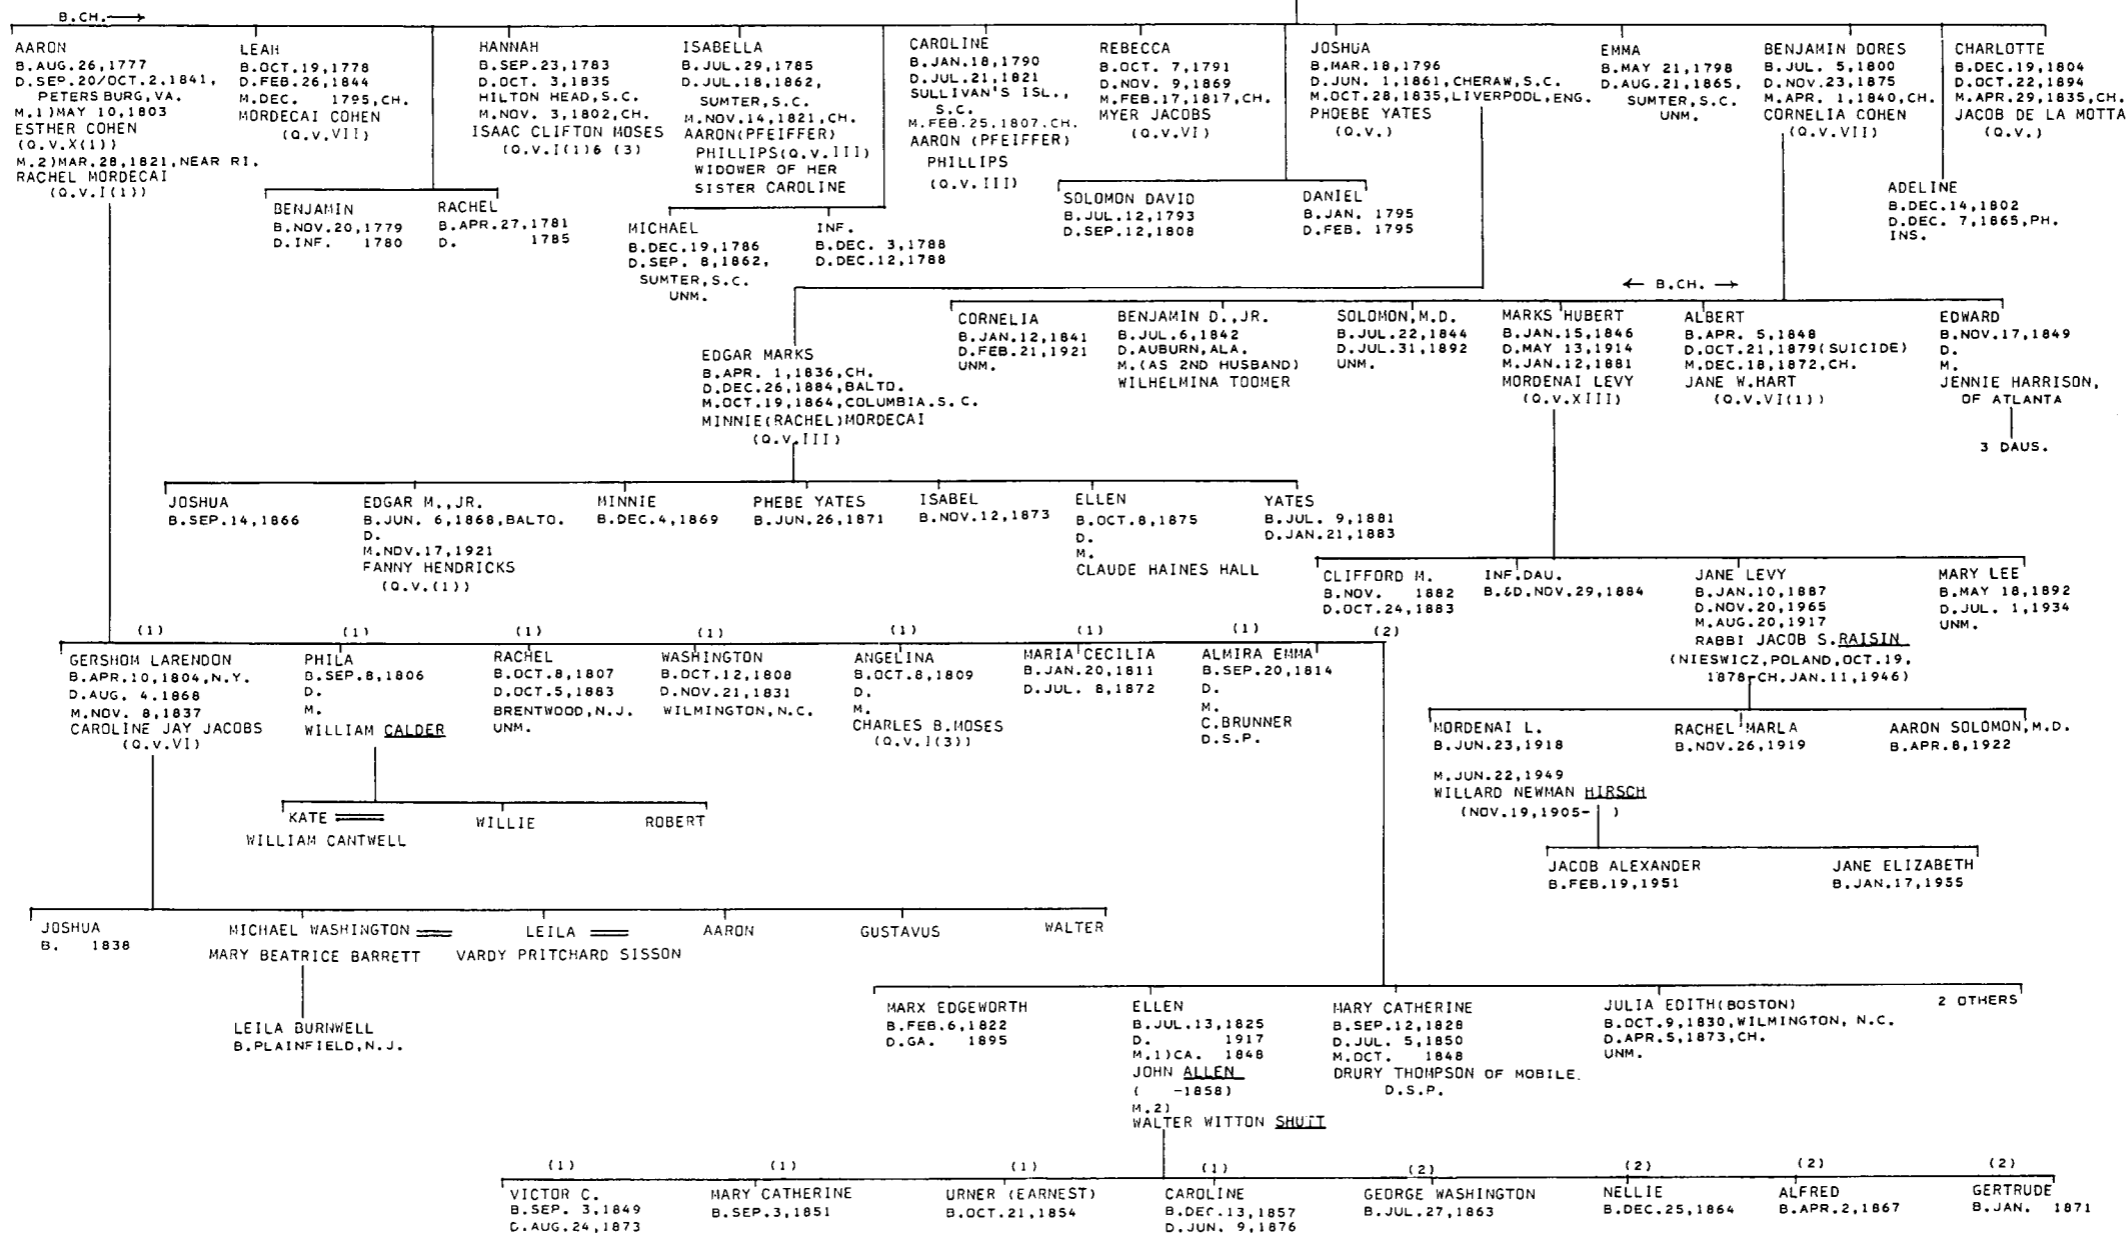 B.CH.→
AARON
B.AUG.26,1777
D.SEP.20/OCT.2,1841,
PETERSBURG,VA.
M.1)MAY 10,1803
ESTHER COHEN
(Q.V.X(1))
M.2)MAR.28,1821,NEAR RI.
RACHEL MORDECAI
(Q.V.I(1))
LEAH
B.OCT.19,1778
D.FEB.26,1844
M.DEC. 1795,CH.
MORDECAI COHEN
(Q.V.VII)
HANNAH
B.SEP.23,1783
D.OCT. 3,1835
HILTON HEAD,S.C.
M.NOV. 3,1802,CH.
ISAAC CLIFTON MOSES
(Q.V.I(1)6 (3)
ISABELLA
B.JUL.29,1785
D.JUL.18,1862,
SUMTER,S.C.
M.NOV.14,1821,CH.
AARON(PFEIFFER)
PHILLIPS(Q.V.III)
WIDOWER OF HER
SISTER CAROLINE
CAROLINE
B.JAN.18,1790
D.JUL.21,1821
SULLIVAN'S ISL.,
S.C.
M.FEB.25,1807.CH.
AARON (PFEIFFER)
PHILLIPS
(Q.V.III)
REBECCA
B.OCT. 7,1791
D.NOV. 9,1869
M.FEB.17,1817,CH.
MYER JACOBS
(Q.V.VI)
JOSHUA
B.MAR.18,1796
D.JUN. 1,1861,CHERAW,S.C.
M.OCT.28,1835,LIVERPOOL,ENG.
PHOEBE YATES
(Q.V.)
EMMA
B.MAY 21,1798
D.AUG.21,1865,
SUMTER,S.C.
UNM.
BENJAMIN DORES
B.JUL. 5,1800
D.NOV.23,1875
M.APR. 1,1840,CH.
CORNELIA COHEN
(Q.V.VII)
CHARLOTTE
B.DEC.19,1804
D.OCT.22,1894
M.APR.29,1835,CH.
JACOB DE LA MOTTA
(Q.V.)
BENJAMIN
B.NOV.20,1779
D.INF. 1780
RACHEL
B.APR.27,1781
D. 1785
MICHAEL
B.DEC.19,1786
D.SEP. 8,1862,
SUMTER,S.C.
UNM.
INF.
B.DEC. 3,1788
D.DEC.12,1788
SOLOMON DAVID
B.JUL.12,1793
D.SEP.12,1808
DANIEL
B.JAN. 1795
D.FEB. 1795
ADELINE
B.DEC.14,1802
D.DEC. 7,1865,PH.
INS.
← B.CH. →
EDGAR MARKS
B.APR. 1,1836,CH.
D.DEC.26,1884,BALTO.
M.OCT.19,1864,COLUMBIA.S.C.
MINNIE(RACHEL)MORDECAI
(Q.V.III)
CORNELIA
B.JAN.12,1841
D.FEB.21,1921
UNM.
BENJAMIN D.,JR.
B.JUL.6,1842
D.AUBURN,ALA.
M.(AS 2ND HUSBAND)
WILHELMINA TOOMER
SOLOMON,M.D.
B.JUL.22,1844
D.JUL.31,1892
UNM.
MARKS HUBERT
B.JAN.15,1846
D.MAY 13,1914
M.JAN.12,1881
MORDENAI LEVY
(Q.V.XIII)
ALBERT
B.APR. 5,1848
D.OCT.21,1879(SUICIDE)
M.DEC.18,1872,CH.
JANE W.HART
(Q.V.VI(1))
EDWARD
B.NOV.17,1849
D.
M.
JENNIE HARRISON,
OF ATLANTA
3 DAUS.
JOSHUA
B.SEP.14,1866
EDGAR M.,JR.
B.JUN. 6,1868,BALTO.
D.
M.NOV.17,1921
FANNY HENDRICKS
(Q.V.(1))
MINNIE
B.DEC.4,1869
PHEBE YATES
B.JUN.26,1871
ISABEL
B.NOV.12,1873
ELLEN
B.OCT.8,1875
D.
M.
CLAUDE HAINES HALL
YATES
B.JUL. 9,1881
D.JAN.21,1883
CLIFFORD M.
B.NOV. 1882
D.OCT.24,1883
INF.DAU.
B.&D.NOV.29,1884
JANE LEVY
B.JAN.10,1887
D.NOV.20,1965
M.AUG.20,1917
RABBI JACOB S.RAISIN
(NIESWICZ,POLAND,OCT.19,
1878-CH.JAN.11,1946)
MARY LEE
B.MAY 18,1892
D.JUL. 1,1934
UNM.
(1) (1) (1) (1) (1) (1) (1) (2)
GERSHOM LARENDON
B.APR.10,1804,N.Y.
D.AUG. 4.1868
M.NOV. 8,1837
CAROLINE JAY JACOBS
(Q.V.VI)
PHILA
B.SEP.8,1806
D.
M.
WILLIAM CALDER
RACHEL
B.OCT.8,1807
D.OCT.5,1883
BRENTWOOD,N.J.
UNM.
WASHINGTON
B.OCT.12,1808
D.NOV.21,1831
WILMINGTON,N.C.
ANGELINA
B.OCT.8,1809
D.
M.
CHARLES B.MOSES
(Q.V.I(3))
MARIA CECILIA
B.JAN.20,1811
D.JUL. 8,1872
ALMIRA EMMA
B.SEP.20,1814
D.
M.
C.BRUNNER
D.S.P.
MORDENAI L.
B.JUN.23,1918
M.JUN.22,1949
WILLARD NEWMAN HIRSCH
(NOV.19,1905- )
RACHEL MARLA
B.NOV.26,1919
AARON SOLOMON,M.D.
B.APR.8,1922
KATE
WILLIAM CANTWELL
WILLIE
ROBERT
JACOB ALEXANDER
B.FEB.19,1951
JANE ELIZABETH
B.JAN.17,1955
JOSHUA
B. 1838
MICHAEL WASHINGTON
MARY BEATRICE BARRETT
LEILA
VARDY PRITCHARD SISSON
AARON
GUSTAVUS
WALTER
LEILA BURNWELL
B.PLAINFIELD,N.J.
MARX EDGEWORTH
B.FEB.6,1822
D.GA. 1895
ELLEN
B.JUL.13,1825
D. 1917
M.1)CA. 1848
JOHN ALLEN
( -1858)
M.2)
WALTER WITTON SHUIT
MARY CATHERINE
B.SEP.12,1828
D.JUL. 5,1850
M.OCT. 1848
DRURY THOMPSON OF MOBILE.
D.S.P.
JULIA EDITH(BOSTON)
B.OCT.9,1830,WILMINGTON, N.C.
D.APR.5,1873,CH.
UNM.
2 OTHERS
(1) (1) (1) (1) (2) (2) (2) (2)
VICTOR C.
B.SEP. 3,1849
D.AUG.24,1873
MARY CATHERINE
B.SEP.3,1851
URNER (EARNEST)
B.OCT.21,1854
CAROLINE
B.DEC.13,1857
D.JUN. 9,1876
GEORGE WASHINGTON
B.JUL.27,1863
NELLIE
B.DEC.25,1864
ALFRED
B.APR.2,1867
GERTRUDE
B.JAN. 1871